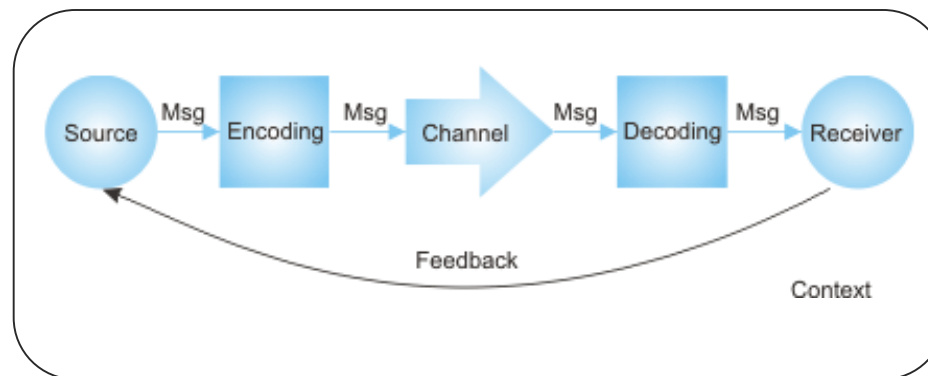 Msg Msg Msg Msg
Source Encoding Channel Decoding Receiver
Feedback
Context